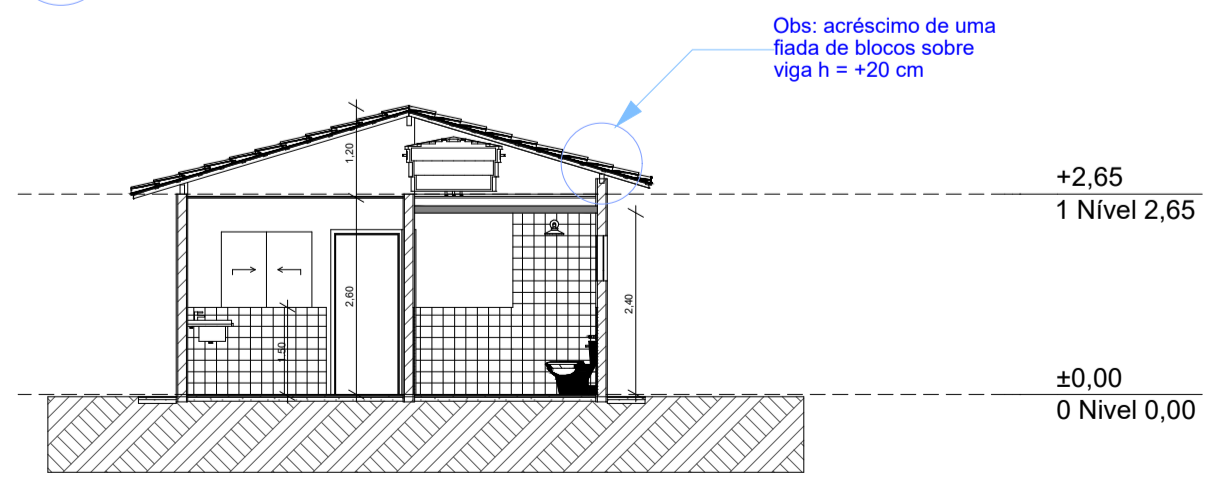 Obs: acréscimo de uma
fiada de blocos sobre
viga h = +20 cm
1,20
+2,65
1 Nível 2,65
2,60
2,40
1,50
±0,00
0 Nivel 0,00